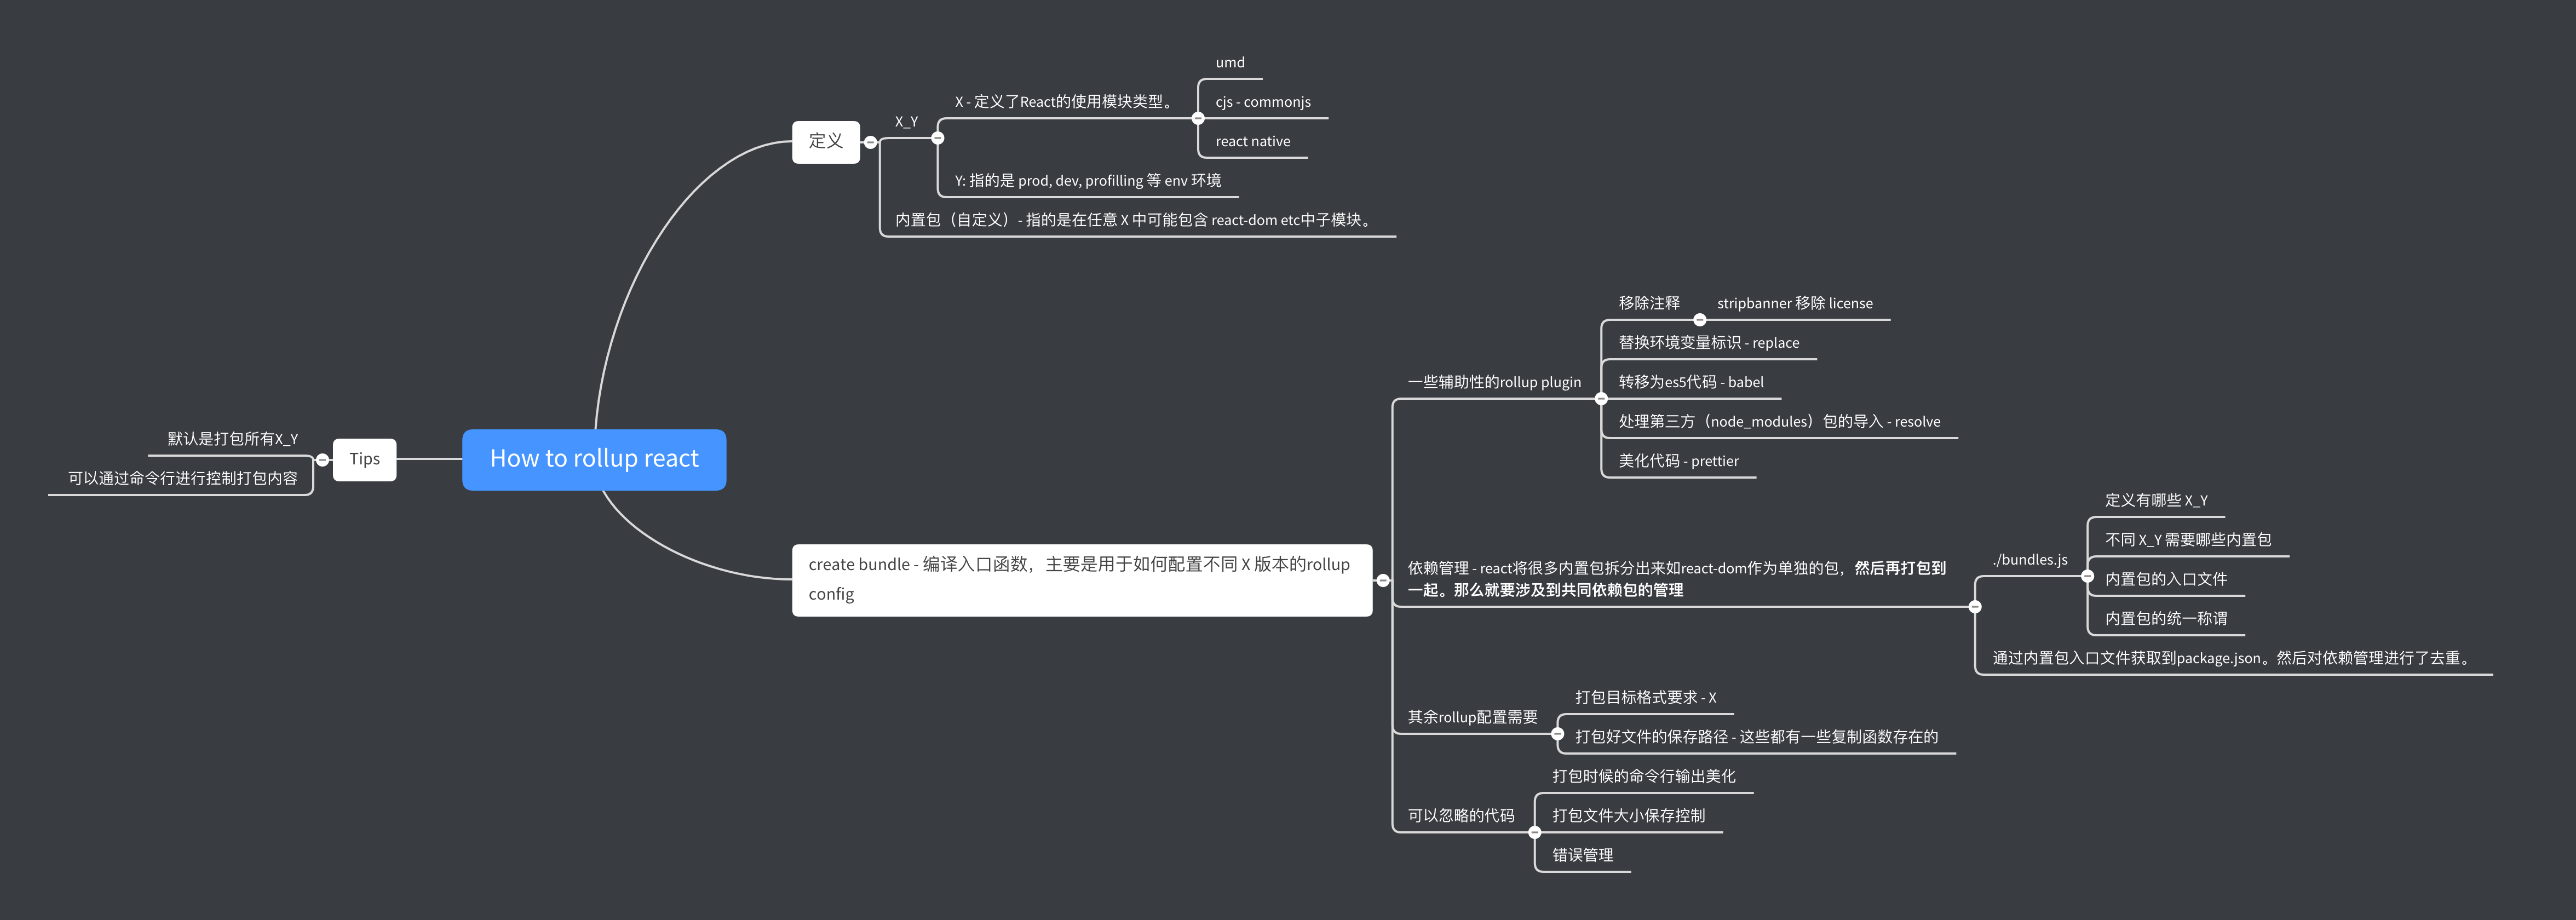 How to rollup react
定义
X_Y
X - 定义了React的使用模块类型。
umd
cjs - commonjs
react native
Y: 指的是 prod, dev, profilling 等 env 环境
内置包（自定义）- 指的是在任意 X 中可能包含 react-dom etc中子模块。
create bundle - 编译入口函数，主要是用于如何配置不同 X 版本的rollup
config
一些辅助性的rollup plugin
移除注释
stripbanner 移除 license
替换环境变量标识 - replace
转移为es5代码 - babel
处理第三方（node_modules）包的导入 - resolve
美化代码 - prettier
依赖管理 - react将很多内置包拆分出来如react-dom作为单独的包，然后再打包到
一起。那么就要涉及到共同依赖包的管理
./bundles.js
定义有哪些 X_Y
不同 X_Y 需要哪些内置包
内置包的入口文件
内置包的统一称谓
通过内置包入口文件获取到package.json。然后对依赖管理进行了去重。
其余rollup配置需要
打包目标格式要求 - X
打包好文件的保存路径 - 这些都有一些复制函数存在的
可以忽略的代码
打包时候的命令行输出美化
打包文件大小保存控制
错误管理
Tips
默认是打包所有X_Y
可以通过命令行进行控制打包内容